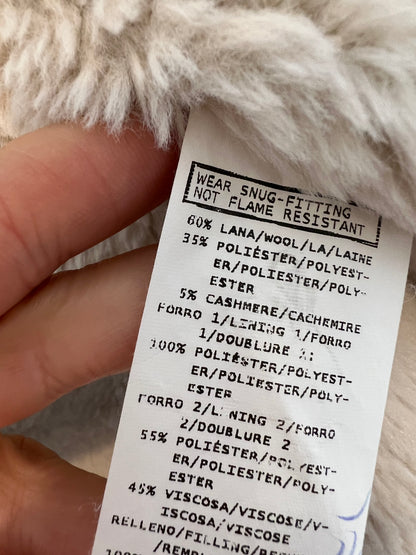 WEAR SNUG-FITTING
NOT FLAME RESISTANT
60% LANA/WOOL/LA/LAINE
35% POLIÉSTER/POLYEST-
ER/POLIESTER/POLY-
ESTER
5% CASHMERE/CACHEMIRE
FORRO 1/LINING 1/FORRO
1/DOUBLURE 1:
100% POLIÉSTER/POLYEST-
ER/POLIESTER/POLY-
ESTER
FORRO 2/LINING 2/FORRO
2/DOUBLURE 2
55% POLIÉSTER/POLYEST-
ER/POLIESTER/POLY-
ESTER
45% VISCOSA/VISCOSE/V-
ISCOSA/VISCOSE
RELLENO/FILLING/
100%